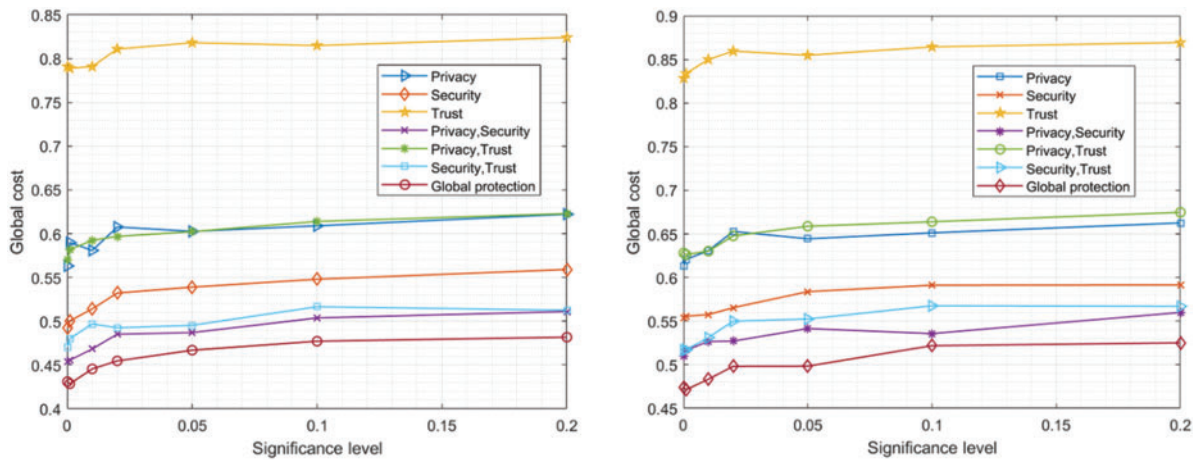 0.85
0.8
0.75
0.7
0.65
0.6
0.55
0.5
0.45
0.4
Global cost
0
0.05
0.1
0.15
0.2
Significance level
Privacy
Security
Trust
Privacy,Security
Privacy,Trust
Security,Trust
Global protection
0.9
0.85
0.8
0.75
0.7
0.65
0.6
0.55
0.5
0.45
Global cost
0
0.05
0.1
0.15
0.2
Significance level
Privacy
Security
Trust
Privacy,Security
Privacy,Trust
Security,Trust
Global protection